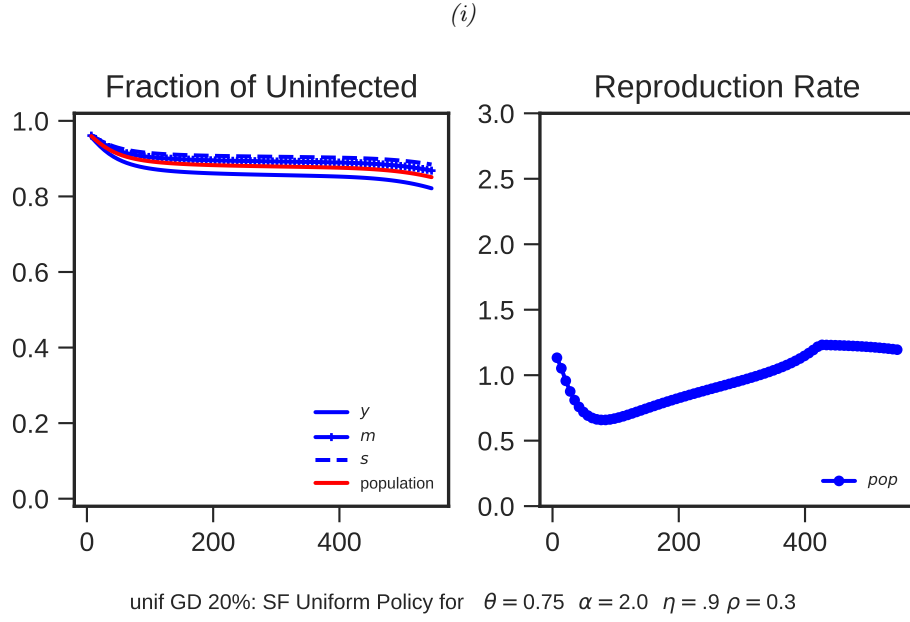 (i)
Fraction of Uninfected
1.0
0.8
0.6
0.4
0.2
0.0
0 200 400
y
m
s
population
Reproduction Rate
3.0
2.5
2.0
1.5
1.0
0.5
0.0
0 200 400
pop
unif GD 20%: SF Uniform Policy for θ = 0.75 α = 2.0 η = .9 ρ = 0.3